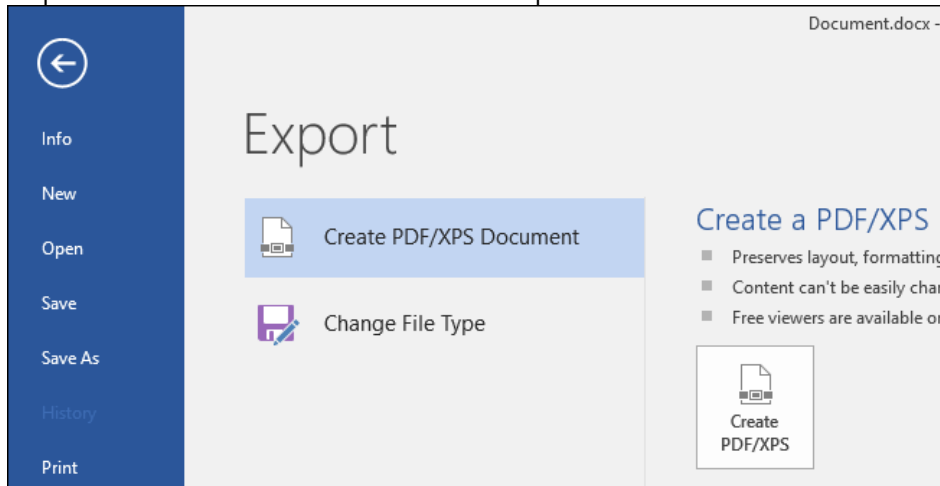 Document.docx -
Info
New
Open
Save
Save As
History
Print
Export
Create PDF/XPS Document
Change File Type
Create a PDF/XPS
Preserves layout, formatting
Content can't be easily char
Free viewers are available or
Create
PDF/XPS